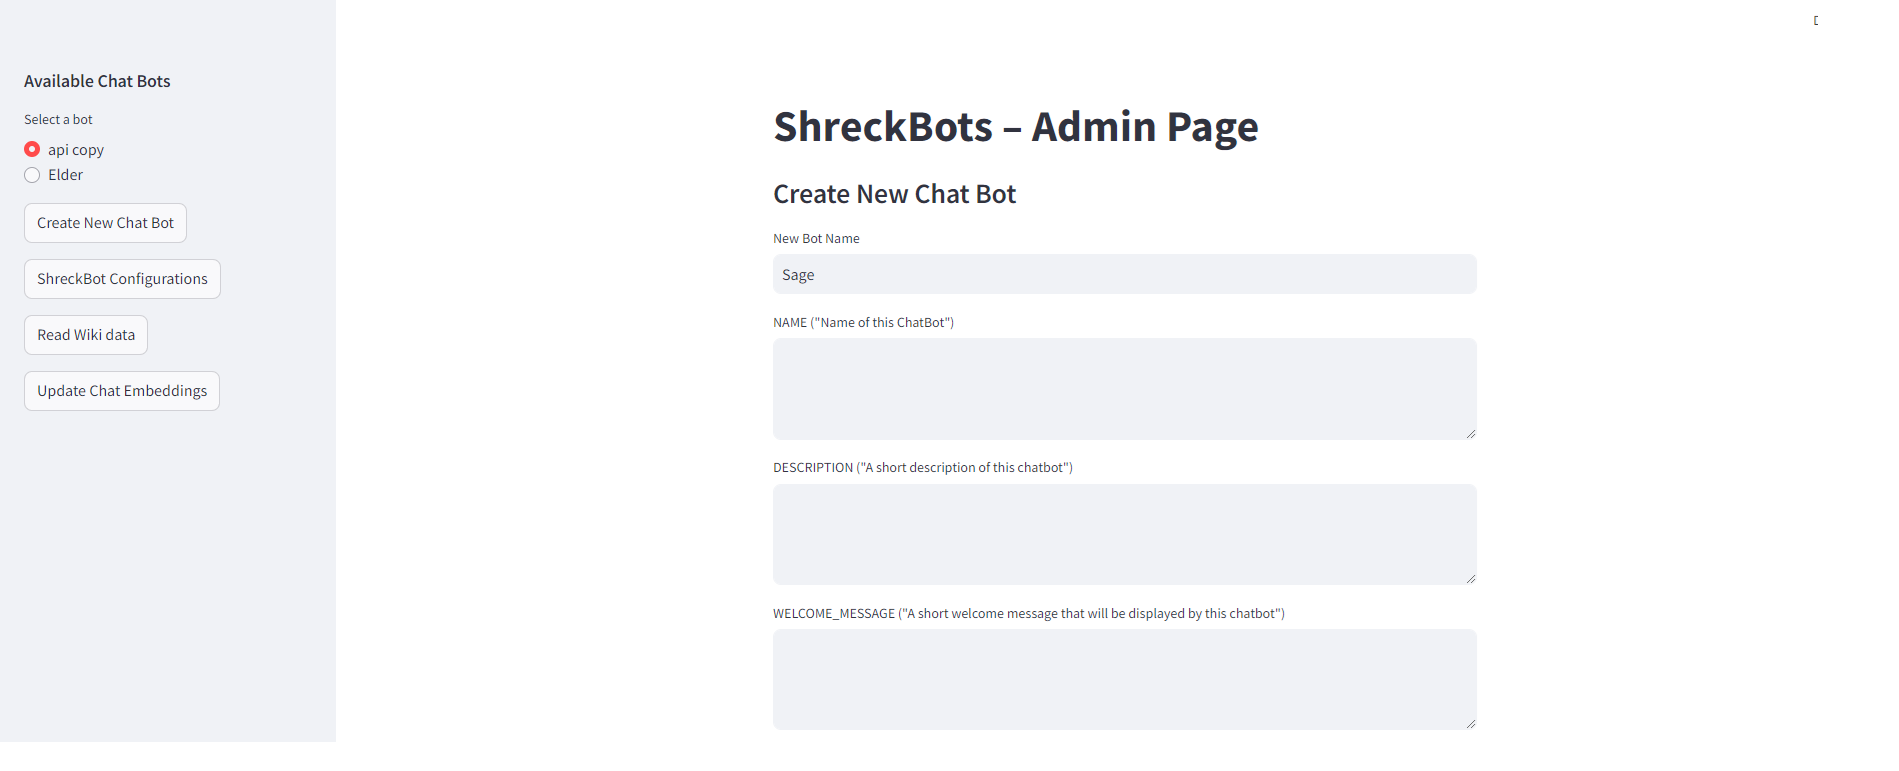 Available Chat Bots
Select a bot
api copy
Elder
Create New Chat Bot
ShreckBot Configurations
Read Wiki data
Update Chat Embeddings
ShreckBots – Admin Page
Create New Chat Bot
New Bot Name
Sage
NAME ("Name of this ChatBot")
DESCRIPTION ("A short description of this chatbot")
WELCOME_MESSAGE ("A short welcome message that will be displayed by this chatbot")